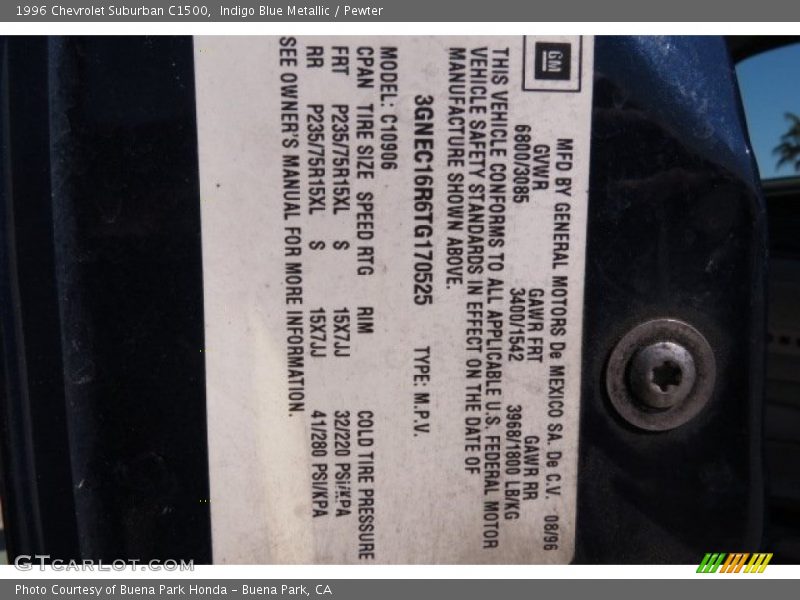 1996 Chevrolet Suburban C1500,  Indigo Blue Metallic / Pewter
GM
MFD BY GENERAL MOTORS De MEXICO SA. De C.V.  08/96
GVWR  GAWR FRT  GAWR RR
6800/3085  3400/1542  3968/1800 LB/KG
THIS VEHICLE CONFORMS TO ALL APPLICABLE U.S. FEDERAL MOTOR
VEHICLE SAFETY STANDARDS IN EFFECT ON THE DATE OF
MANUFACTURE SHOWN ABOVE.
3GNEC16R6TG170525  TYPE: M.P.V.
MODEL: C10906
CPAN  TIRE SIZE  SPEED RTG  RIM  COLD TIRE PRESSURE
FRT  P235/75R15XL  S  15X7JJ  32/220 PSI/KPA
RR  P235/75R15XL  S  15X7JJ  41/280 PSI/KPA
SEE OWNER'S MANUAL FOR MORE INFORMATION.
GTCarLot.com
Photo Courtesy of Buena Park Honda - Buena Park, CA